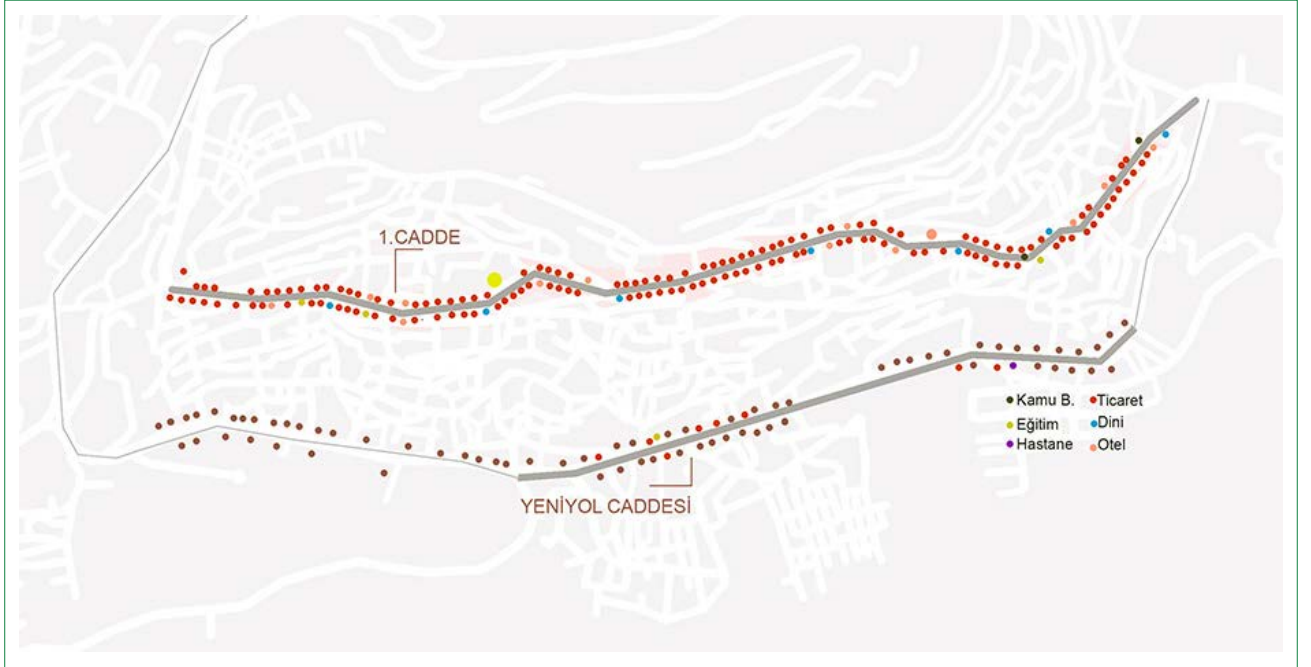 1.CADDE
Kamu B. Ticaret
Eğitim Dini
Hastane Otel
YENİYOL CADDESİ